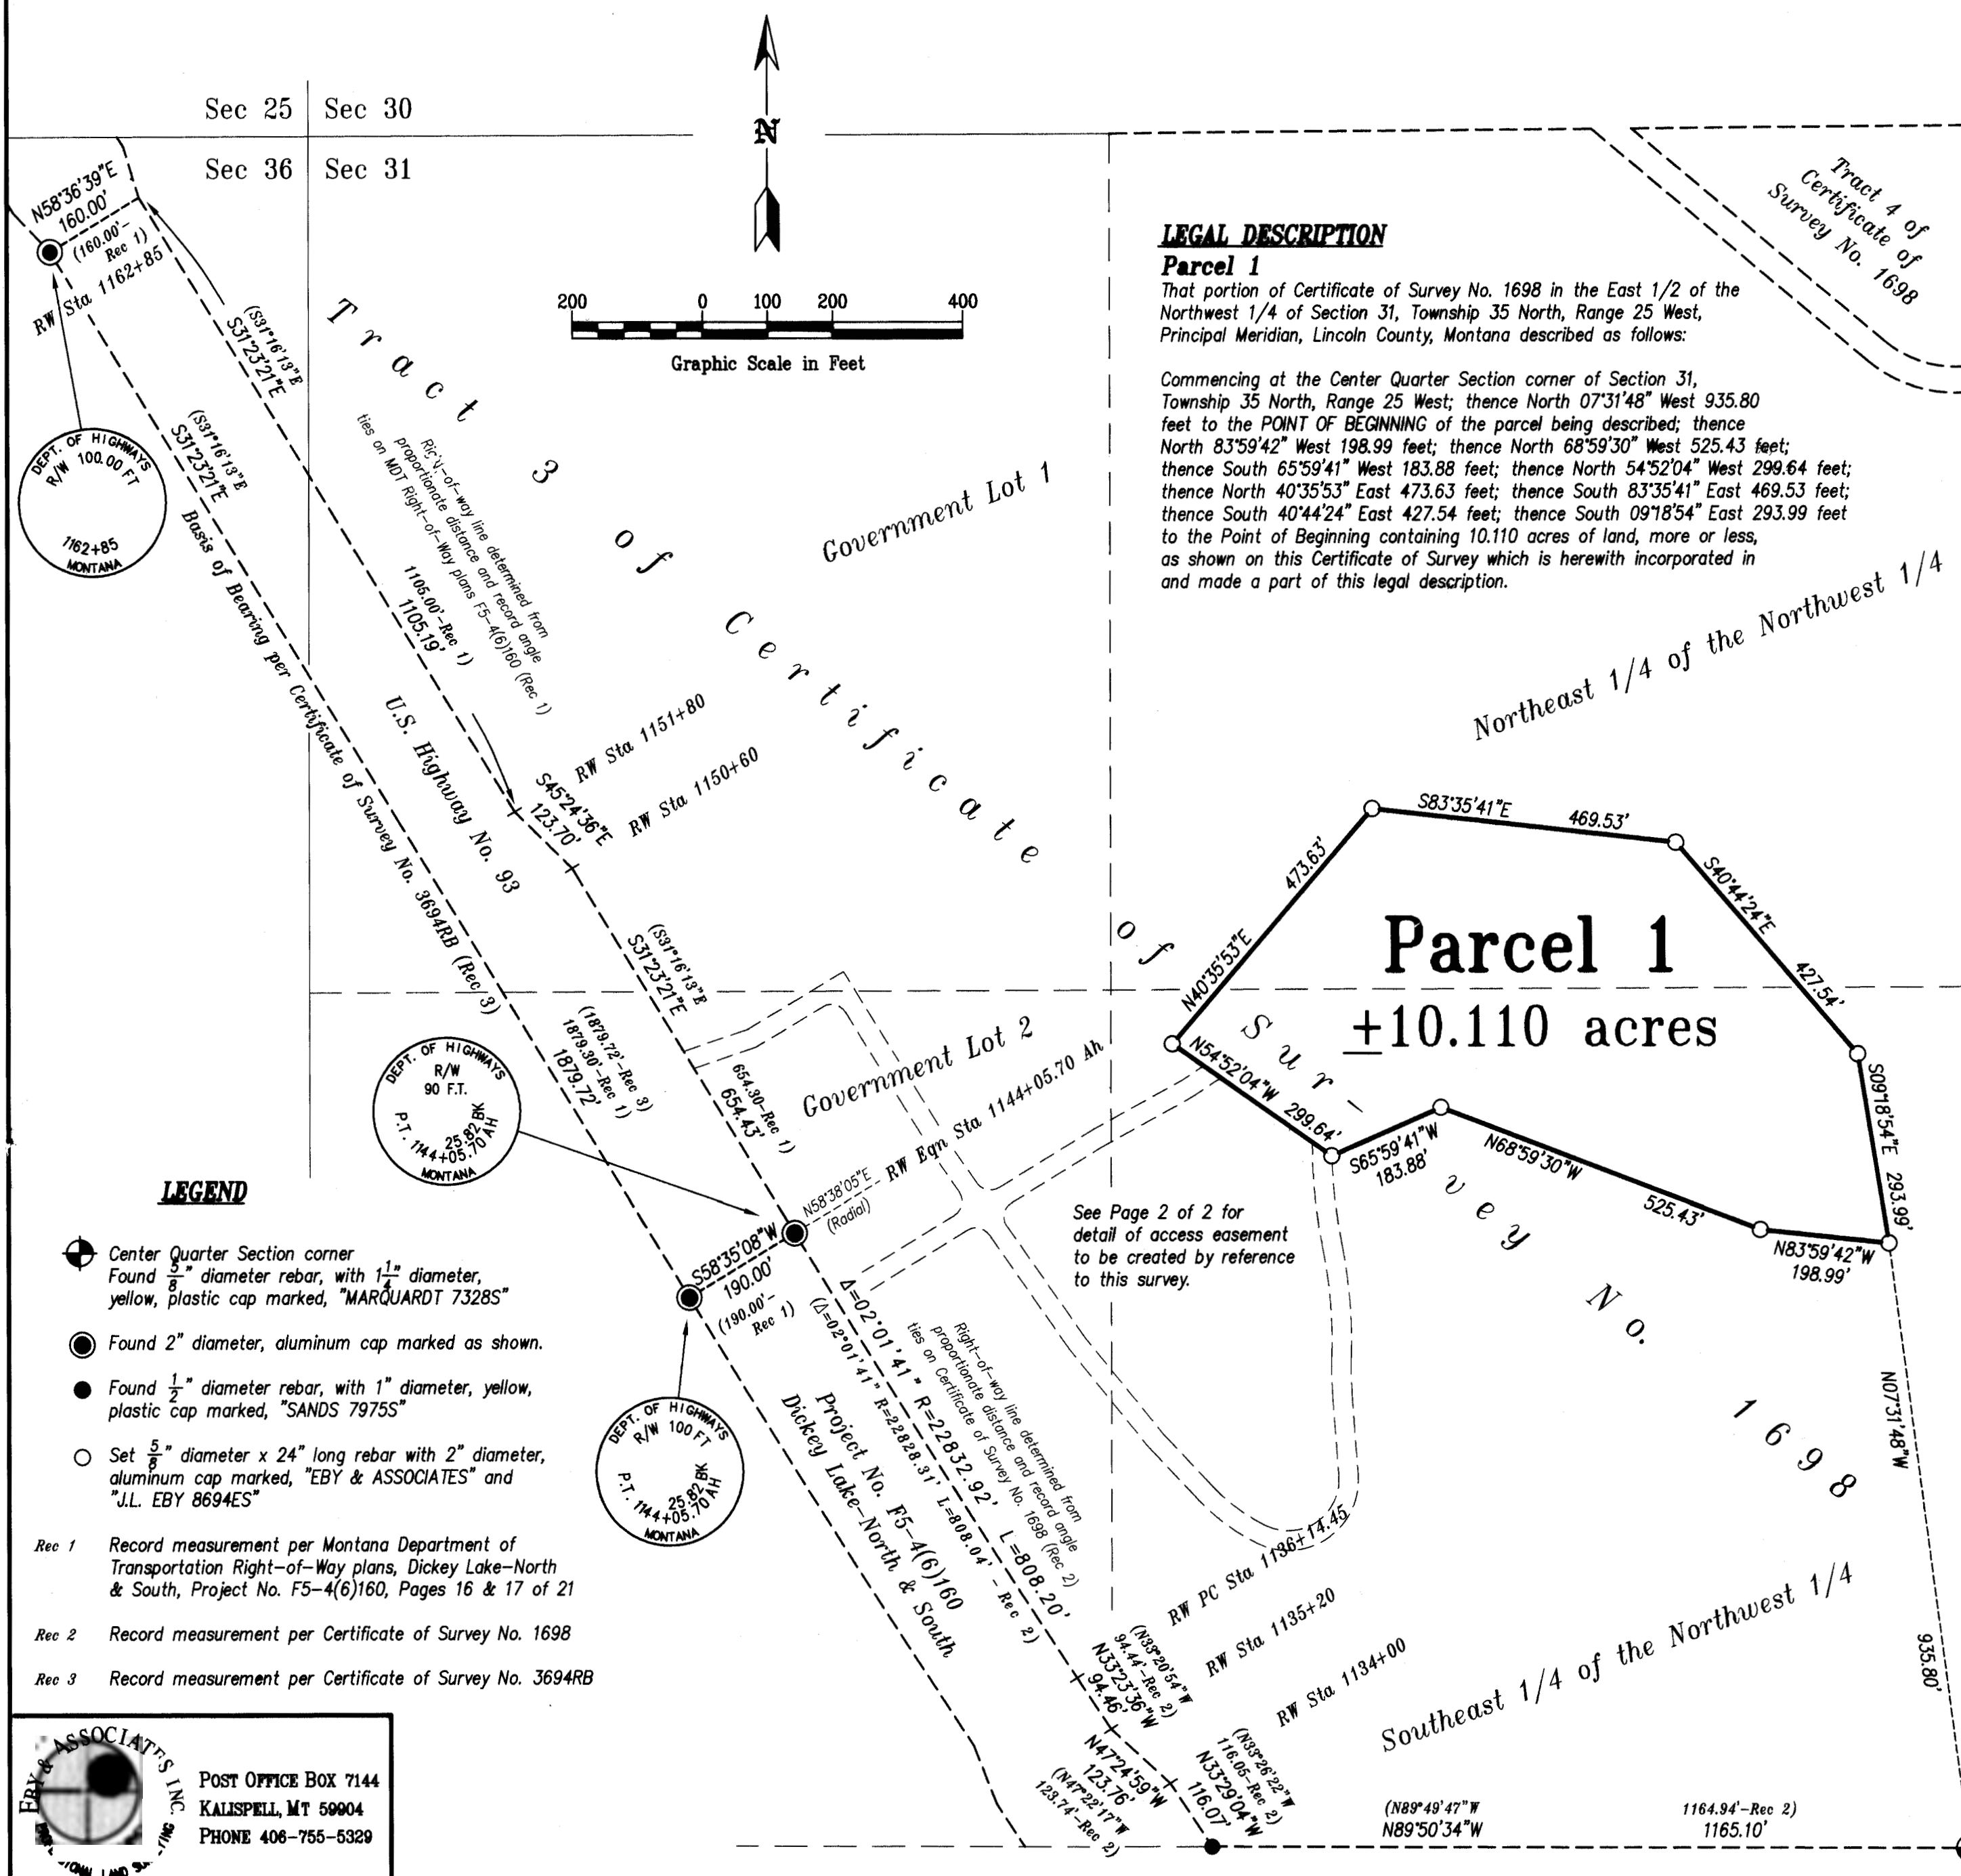 Sec 25
Sec 30
Sec 36
Sec 31
N
200 0 100 200 400
Graphic Scale in Feet
Tract 4 of
Certificate of
Survey No. 1698
LEGAL DESCRIPTION
Parcel 1
That portion of Certificate of Survey No. 1698 in the East 1/2 of the
Northwest 1/4 of Section 31, Township 35 North, Range 25 West,
Principal Meridian, Lincoln County, Montana described as follows:
Commencing at the Center Quarter Section corner of Section 31,
Township 35 North, Range 25 West; thence North 07°31'48" West 935.80
feet to the POINT OF BEGINNING of the parcel being described; thence
North 83°59'42" West 198.99 feet; thence North 68°59'30" West 525.43 feet;
thence South 65°59'41" West 183.88 feet; thence North 54°52'04" West 299.64 feet;
thence North 40°35'53" East 473.63 feet; thence South 83°35'41" East 469.53 feet;
thence South 40°44'24" East 427.54 feet; thence South 09°18'54" East 293.99 feet
to the Point of Beginning containing 10.110 acres of land, more or less,
as shown on this Certificate of Survey which is herewith incorporated in
and made a part of this legal description.
N58°36'39"E
160.00'
(160.00'-
Rec 1)
RW Sta 1162+85
DEPT. OF HIGHWAYS
R/W 100.00 FT
1162+85
MONTANA
(S31°16'13"E
S31°23'21"E
(S31°16'13"E
S31°23'21"E
Basis of Bearing per Certificate of Survey No. 3694RB (Rec 3)
Tract 3 of Certificate of Sur-vey No. 1698
Right-of-way line determined from
proportionate distance and record angle
ties on MDT Right-of-Way plans F5-4(6)160 (Rec 1)
1105.00'-Rec 1)
1105.19'
U.S. Highway No. 93
Government Lot 1
Northeast 1/4 of the Northwest 1/4
RW Sta 1151+80
S45°24'36"E
123.70'
RW Sta 1150+60
(S31°16'13"E
S31°23'21"E
654.30-Rec 1)
654.43'
(1879.72'-Rec 3)
1879.30'-Rec 1)
1879.72'
Government Lot 2
RW Eqn Sta 1144+05.70 Ah
N58°38'05"E
(Radial)
DEPT. OF HIGHWAYS
R/W
90 F.T.
25.82 BK
P.T. 1144+05.70 AH
MONTANA
S58°35'08"W
190.00'
(190.00'-
Rec 1)
DEPT. OF HIGHWAYS
R/W 100 FT
25.82 BK
P.T. 1144+05.70 AH
MONTANA
S83°35'41"E 469.53'
473.63'
N40°35'53"E
S40°44'24"E
427.54'
Parcel 1
±10.110 acres
N54°52'04"W 299.64'
S65°59'41"W
183.88'
N68°59'30"W 525.43'
S09°18'54"E 293.99'
N83°59'42"W
198.99'
N07°31'48"W
935.80'
See Page 2 of 2 for
detail of access easement
to be created by reference
to this survey.
Δ=02°01'41" R=22832.92' L=808.20'
(Δ=02°01'41" R=22828.31' L=808.04' - Rec 2)
Right-of-way line determined from
proportionate distance and record angle
ties on Certificate of Survey No. 1698 (Rec 2)
Project No. F5-4(6)160
Dickey Lake-North & South
RW PC Sta 1136+14.45
RW Sta 1135+20
RW Sta 1134+00
(N33°20'54"W
94.44'-Rec 2)
N33°23'36"W
94.46'
N47°24'59"W
123.76'
(N47°22'17"W
123.74'-Rec 2)
(N33°26'22"W
116.05-Rec 2)
N33°29'04"W
116.07'
Southeast 1/4 of the Northwest 1/4
(N89°49'47"W 1164.94'-Rec 2)
N89°50'34"W 1165.10'
LEGEND
Center Quarter Section corner
Found 5/8" diameter rebar, with 1 1/4" diameter,
yellow, plastic cap marked, "MARQUARDT 7328S"
Found 2" diameter, aluminum cap marked as shown.
Found 1/2" diameter rebar, with 1" diameter, yellow,
plastic cap marked, "SANDS 7975S"
Set 5/8" diameter x 24" long rebar with 2" diameter,
aluminum cap marked, "EBY & ASSOCIATES" and
"J.L. EBY 8694ES"
Rec 1 Record measurement per Montana Department of
Transportation Right-of-Way plans, Dickey Lake-North
& South, Project No. F5-4(6)160, Pages 16 & 17 of 21
Rec 2 Record measurement per Certificate of Survey No. 1698
Rec 3 Record measurement per Certificate of Survey No. 3694RB
EBY & ASSOCIATES INC.
POST OFFICE BOX 7144
KALISPELL, MT 59904
PHONE 406-755-5329